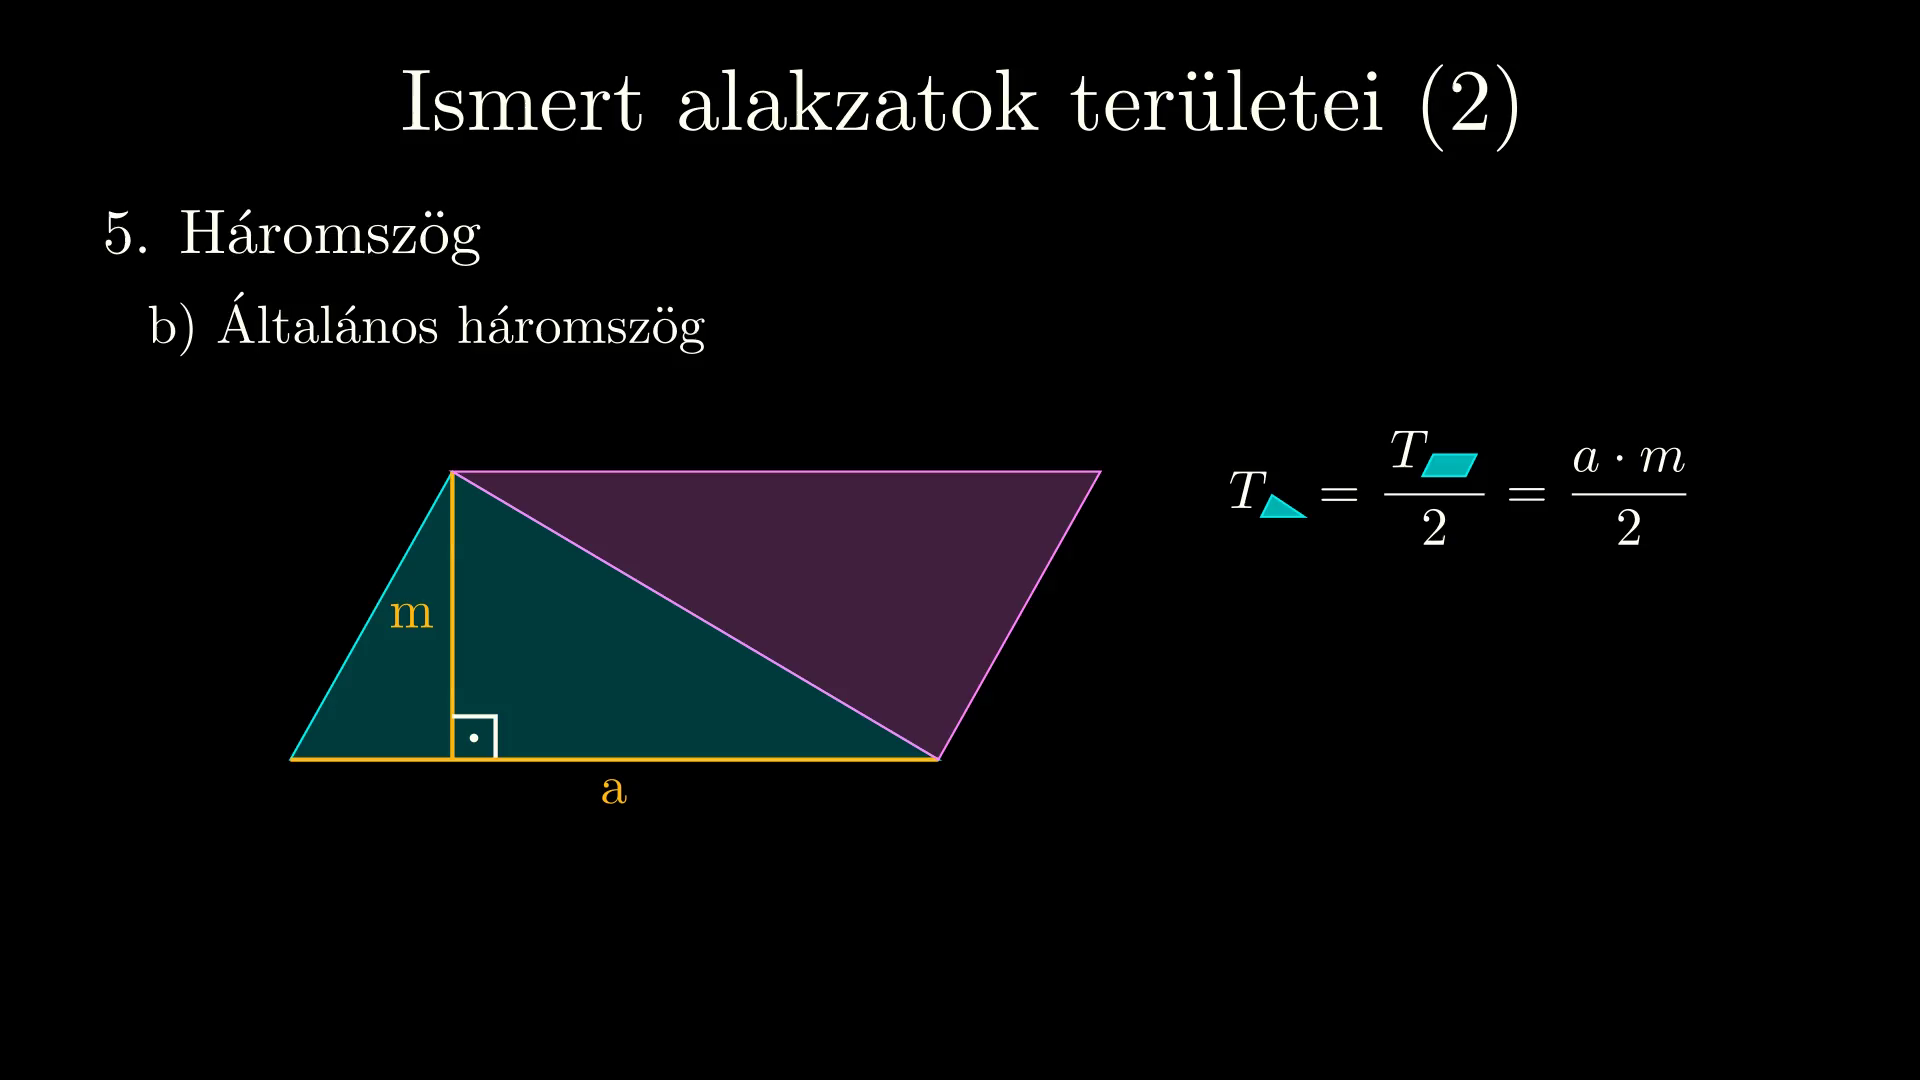 Ismert alakzatok területei (2)
5. Háromszög
b) Általános háromszög
T = T/2 = a · m/2
m
a